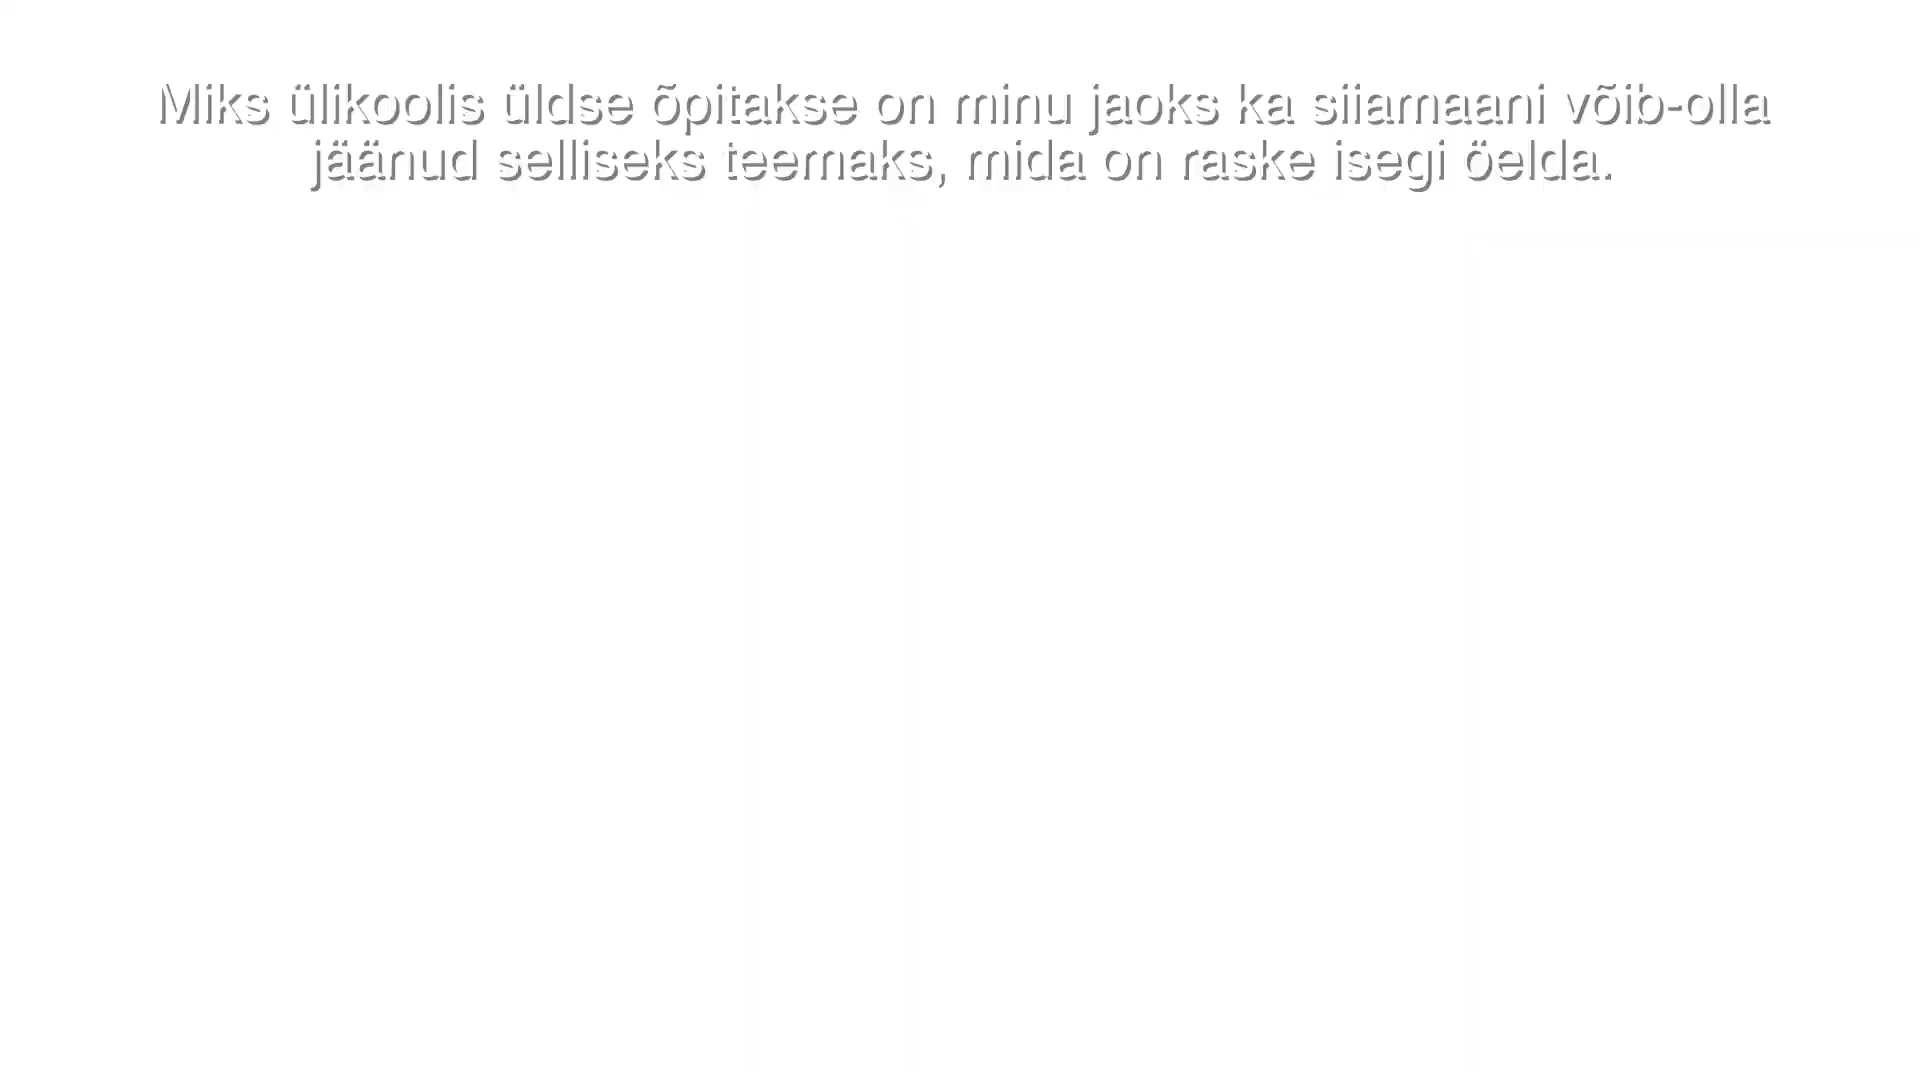 Miks ülikoolis üldse õpitakse on minu jaoks ka siiamaani võib-olla
jäänud selliseks teemaks, mida on raske isegi öelda.